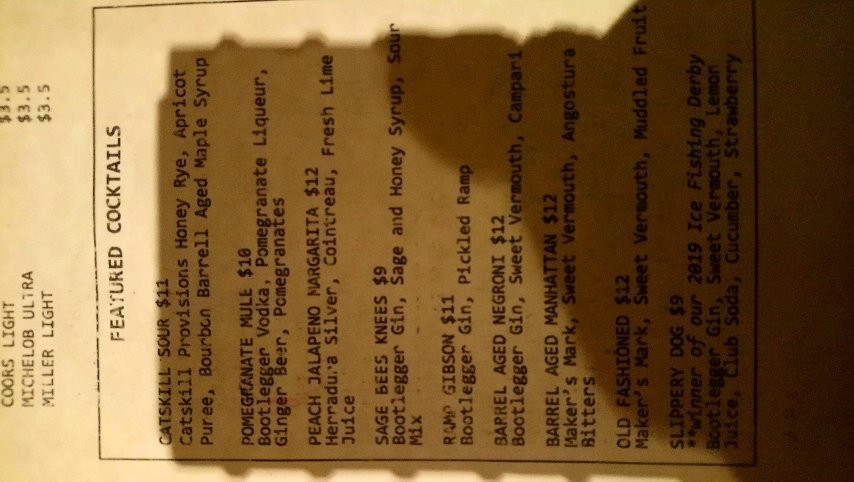 $3.5
COORS LIGHT $3.5
MICHELOB ULTRA $3.5
MILLER LIGHT
FEATURED COCKTAILS
CATSKILL SOUR $11
Catskill Provisions Honey Rye, Apricot
Puree, Bourbon Barrell Aged Maple Syrup
POMEGRANATE MULE $10
Bootlegger Vodka, Pomegranate Liqueur,
Ginger Bear, Pomegranates
PEACH JALAPENO MARGARITA $12
Herradura Silver, Cointreau, Fresh Lime
Juice
SAGE BEES KNEES $9
Bootlegger Gin, Sage and Honey Syrup, Sour
Mix
RAMP GIBSON $11
Bootlegger Gin, Pickled Ramp
BARREL AGED NEGRONI $12
Bootlegger Gin, Sweet Vermouth, Campari
BARREL AGED MANHATTAN $12
Maker's Mark, Sweet Vermouth, Angostura
Bitters
OLD FASHIONED $12
Maker's Mark, Sweet Vermouth, Muddled Fruit
SLIPPERY DOG $9
**Winner of our 2019 Ice Fishing Derby
Bootlegger Gin, Sweet Vermouth, Lemon
Juice, Club Soda, Cucumber, Strawberry